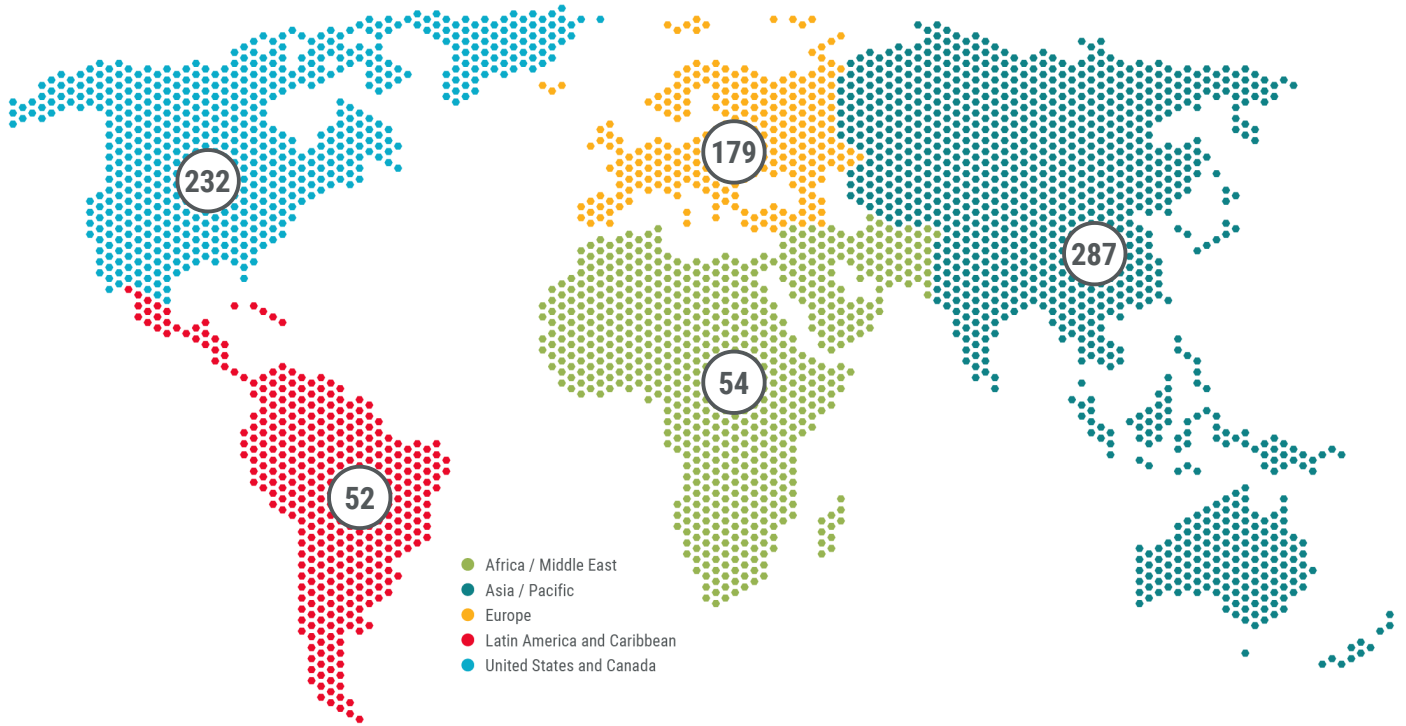 179
232
287
54
52
Africa / Middle East
Asia / Pacific
Europe
Latin America and Caribbean
United States and Canada